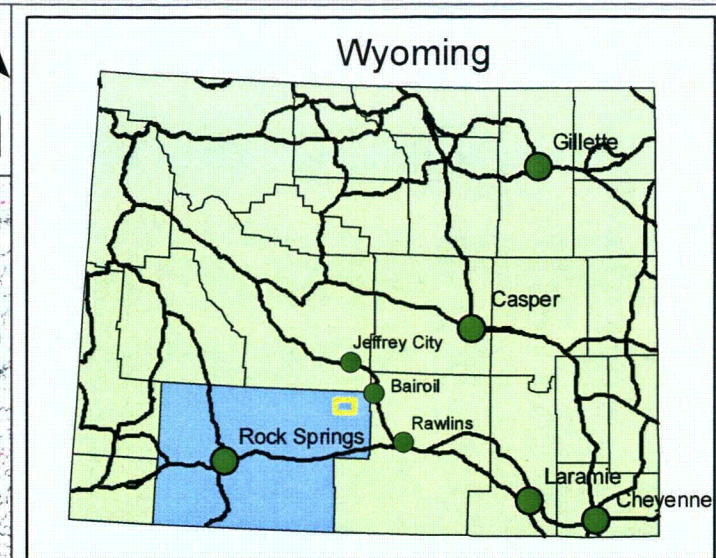 Wyoming
Gillette
Casper
Jeffrey City
Bairoil
Rawlins
Rock Springs
Laramie
Cheyenne